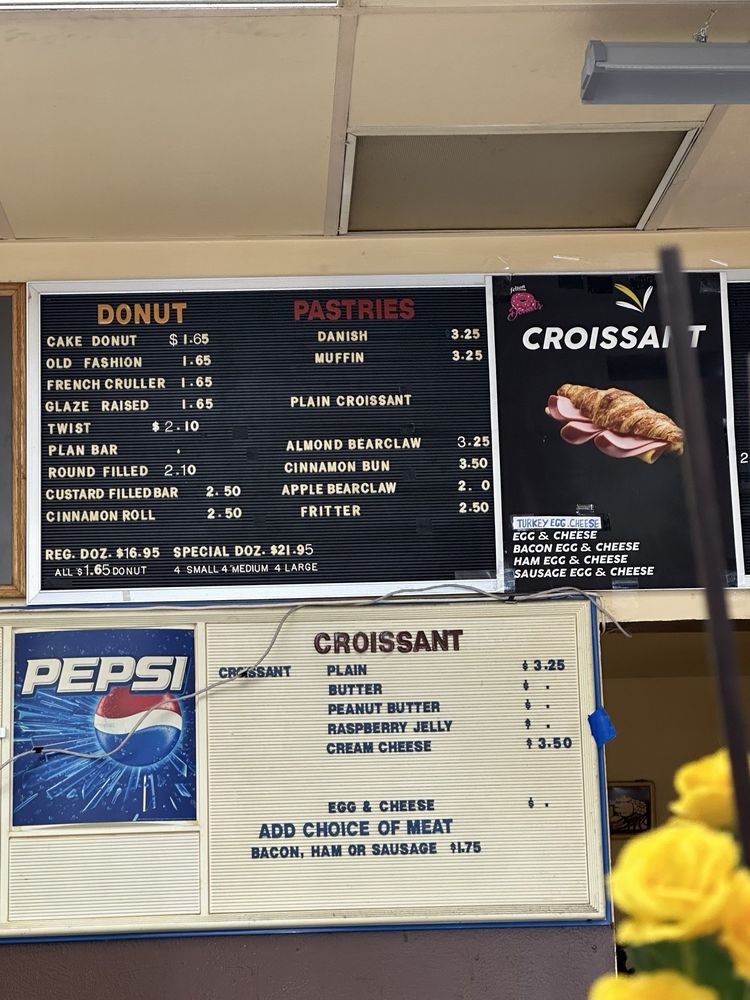 DONUT
CAKE DONUT $1.65
OLD FASHION 1.65
FRENCH CRULLER 1.65
GLAZE RAISED 1.65
TWIST $2.10
PLAN BAR .
ROUND FILLED 2.10
CUSTARD FILLED BAR 2.50
CINNAMON ROLL 2.50
PASTRIES
DANISH 3.25
MUFFIN 3.25
PLAIN CROISSANT
ALMOND BEARCLAW 3.25
CINNAMON BUN 3.50
APPLE BEARCLAW 2. 0
FRITTER 2.50
REG. DOZ. $16.95 SPECIAL DOZ. $21.95
ALL $1.65 DONUT 4 SMALL 4 MEDIUM 4 LARGE
felton
Donuts
CROISSANT
TURKEY EGG.CHEESE
EGG & CHEESE
BACON EGG & CHEESE
HAM EGG & CHEESE
SAUSAGE EGG & CHEESE
2
PEPSI
CROISSANT
CROISSANT PLAIN $3.25
BUTTER $ .
PEANUT BUTTER $ .
RASPBERRY JELLY $ .
CREAM CHEESE $3.50
EGG & CHEESE $ .
ADD CHOICE OF MEAT
BACON, HAM OR SAUSAGE $1.75